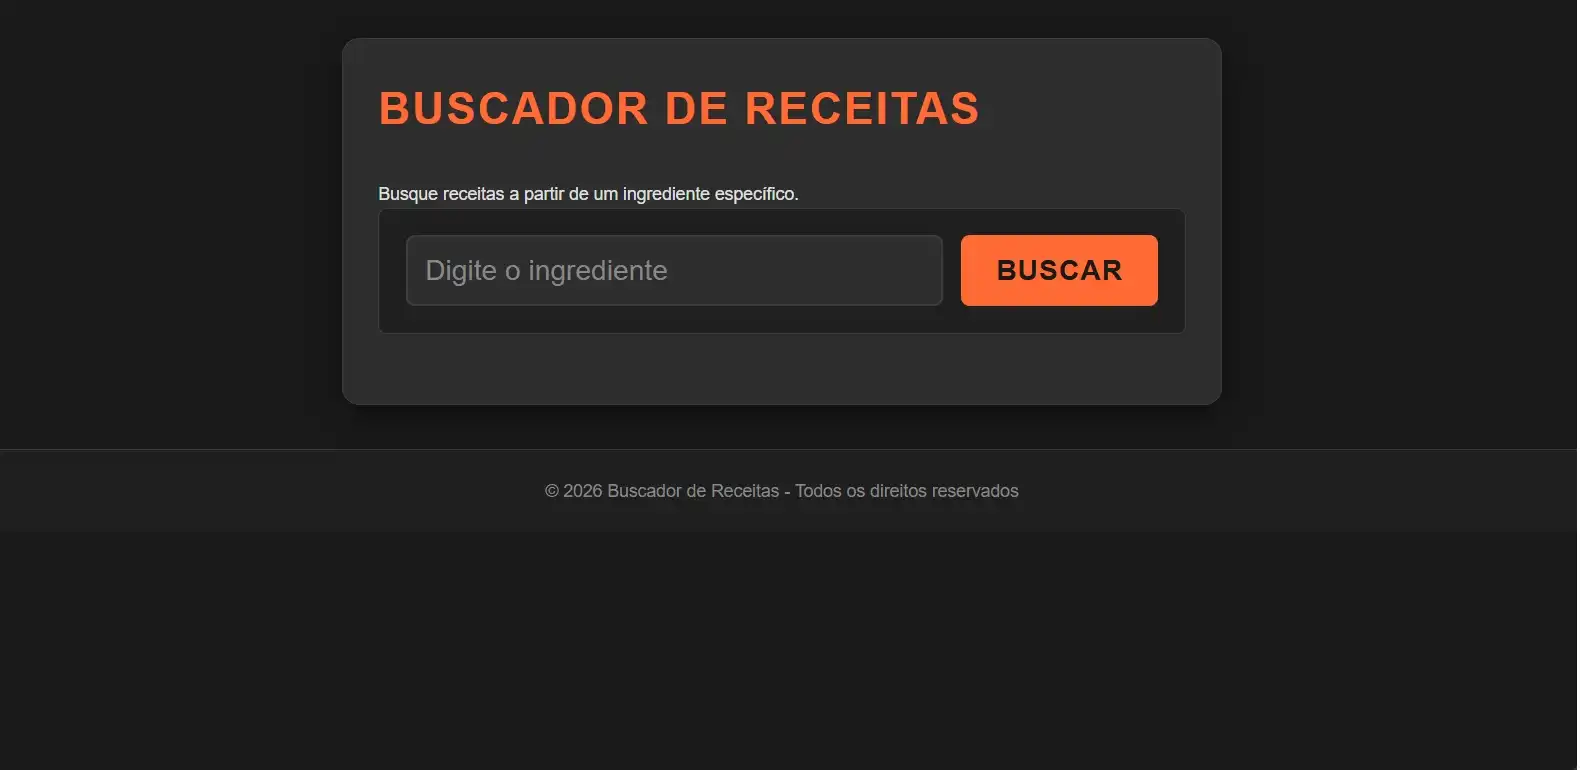 BUSCADOR DE RECEITAS
Busque receitas a partir de um ingrediente específico.
Digite o ingrediente
BUSCAR
© 2026 Buscador de Receitas - Todos os direitos reservados